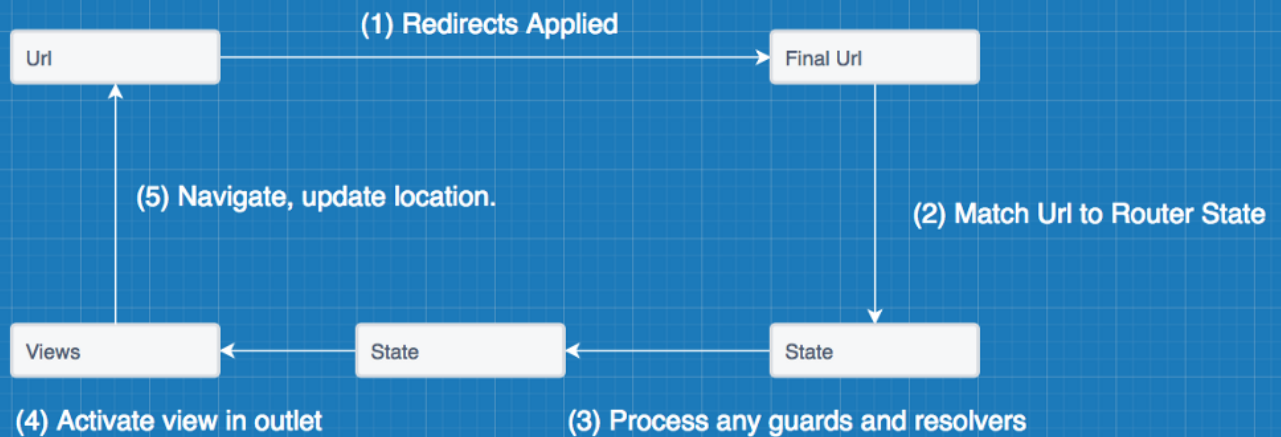 (1) Redirects Applied
Url
Final Url
(5) Navigate, update location.
(2) Match Url to Router State
Views
State
State
(4) Activate view in outlet
(3) Process any guards and resolvers